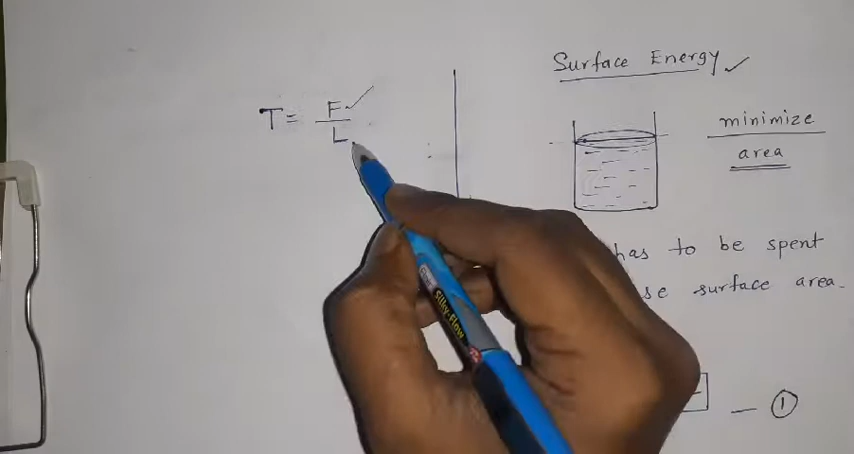 T = F / L
Surface Energy
minimize
area
has to be spent
se surface area.
— ①
Silky-Flow